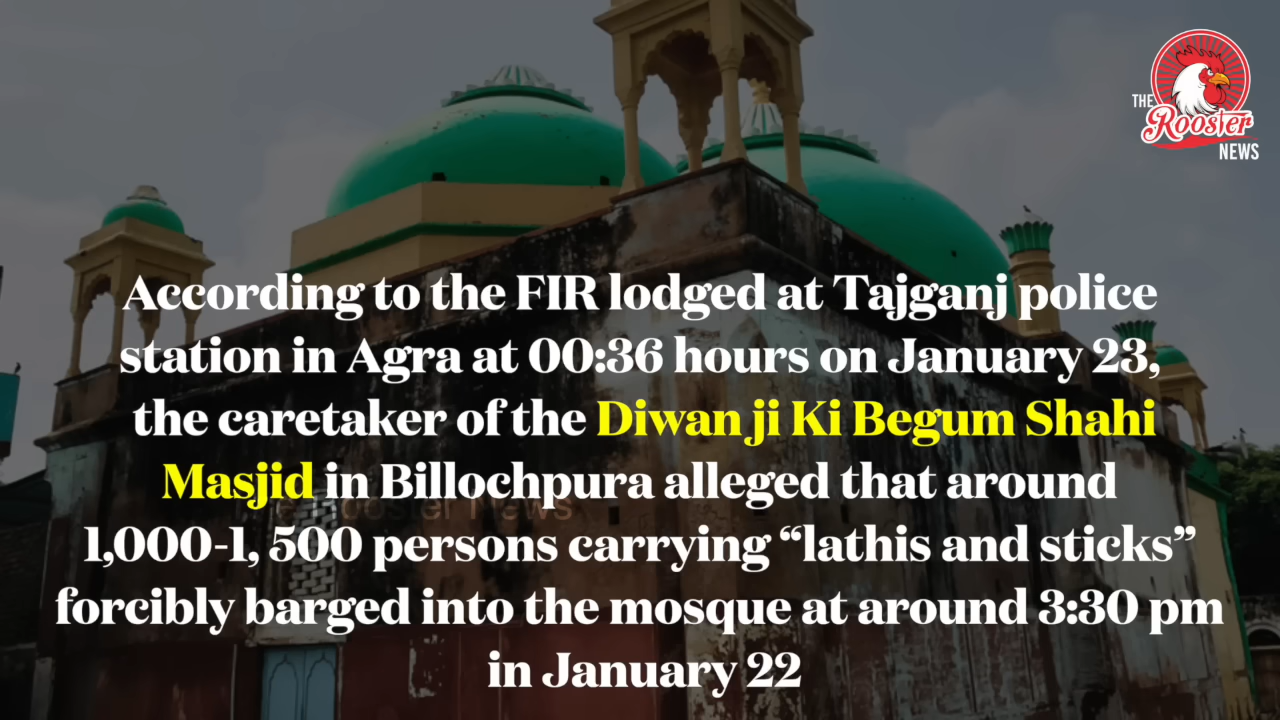 THE
Rooster
NEWS
According to the FIR lodged at Tajganj police
station in Agra at 00:36 hours on January 23,
the caretaker of the Diwan ji Ki Begum Shahi
Masjid in Billochpura alleged that around
The Rooster News
1,000-1, 500 persons carrying “lathis and sticks”
forcibly barged into the mosque at around 3:30 pm
in January 22